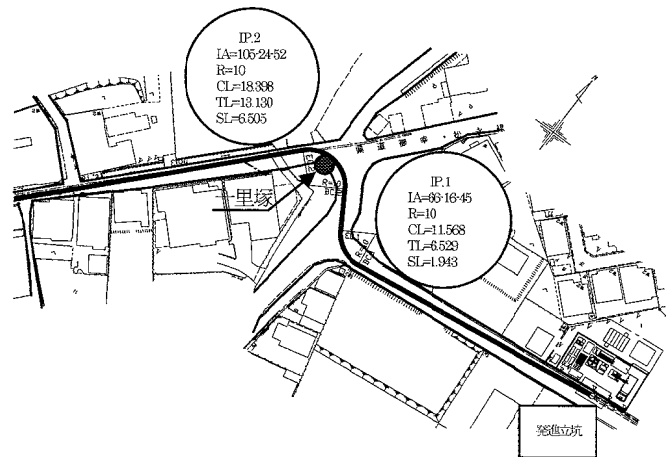 IP.2
IA=105-24-52
R=10
CL=18.398
TL=13.130
SL=6.505
里塚
IP.1
IA=66-16-45
R=10
CL=11.568
TL=6.529
SL=1.943
発進立坑